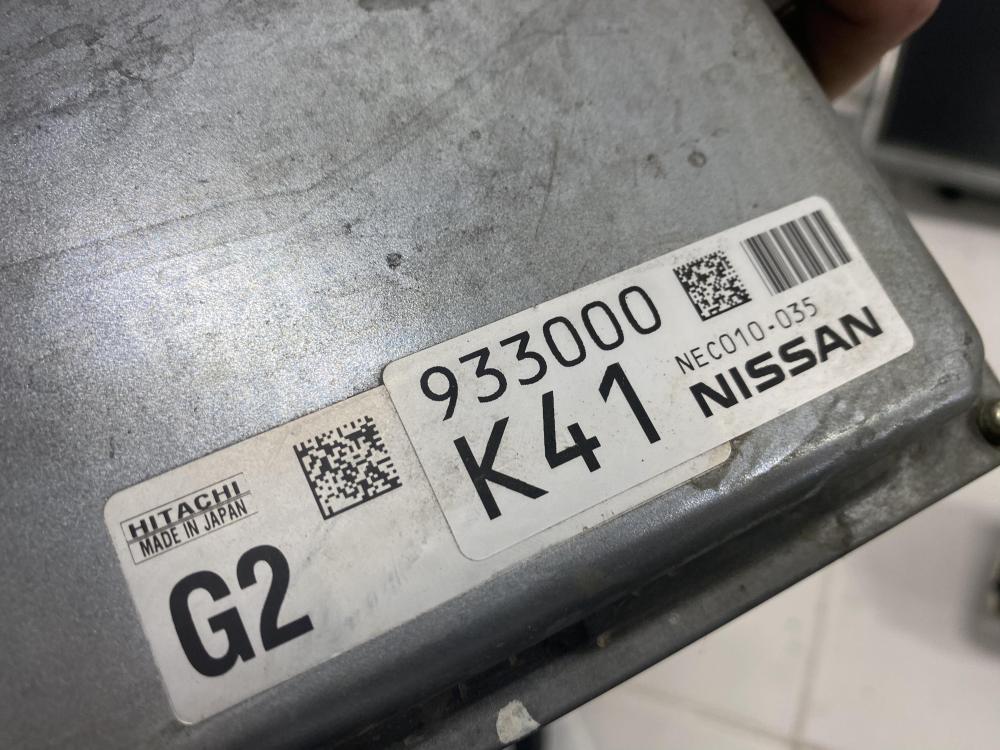 933000
K41
NEC010-035
NISSAN
HITACHI
MADE IN JAPAN
G2